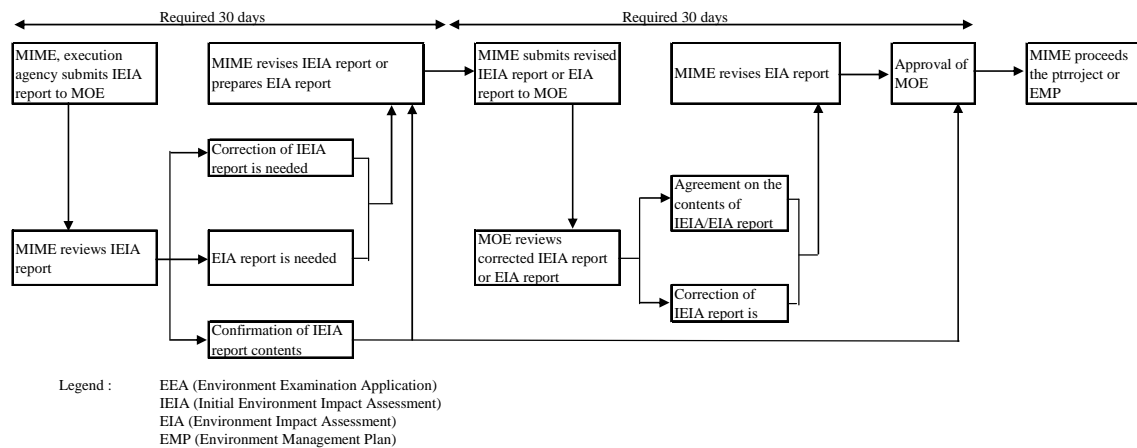 Required 30 days
Required 30 days
MIME, execution
agency submits IEIA
report to MOE
MIME revises IEIA report or
prepares EIA report
MIME submits revised
IEIA report or EIA
report to MOE
MIME revises EIA report
Approval of
MOE
MIME proceeds
the ptrroject or
EMP
Correction of IEIA
report is needed
Agreement on the
contents of
IEIA/EIA report
MIME reviews IEIA
report
EIA report is needed
MOE reviews
corrected IEIA report
or EIA report
Correction of
IEIA report is
Confirmation of IEIA
report contents
Legend :
EEA (Environment Examination Application)
IEIA (Initial Environment Impact Assessment)
EIA (Environment Impact Assessment)
EMP (Environment Management Plan)